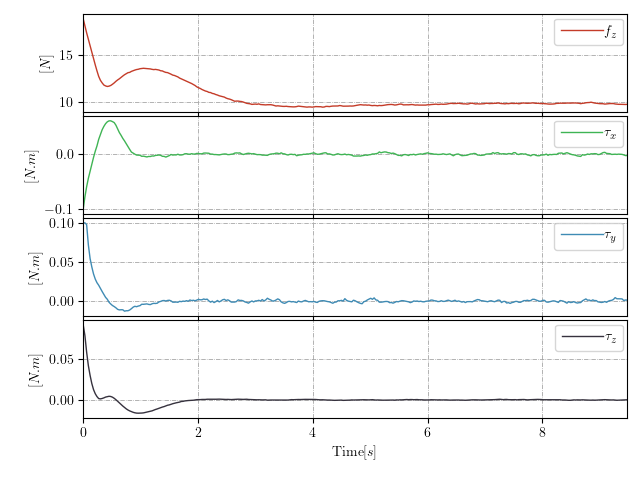 [N]
15
10
f_z
[N.m]
0.0
−0.1
τ_x
[N.m]
0.10
0.05
0.00
τ_y
[N.m]
0.05
0.00
τ_z
0 2 4 6 8
Time[s]